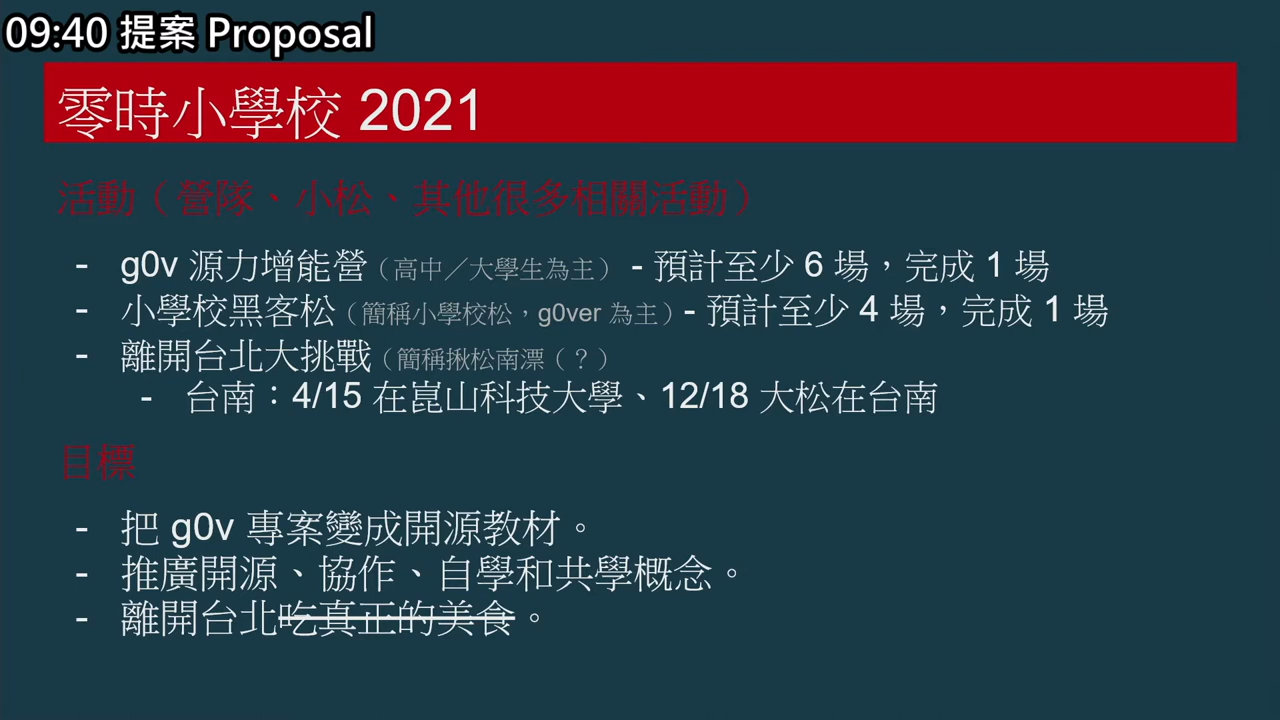 09:40 提案 Proposal
零時小學校 2021
活動（營隊、小松、其他很多相關活動）
- g0v 源力增能營（高中／大學生為主） - 預計至少 6 場，完成 1 場
- 小學校黑客松（簡稱小學校松，g0ver 為主）- 預計至少 4 場，完成 1 場
- 離開台北大挑戰（簡稱揪松南漂（？）
- 台南：4/15 在崑山科技大學、12/18 大松在台南
目標
- 把 g0v 專案變成開源教材。
- 推廣開源、協作、自學和共學概念。
- 離開台北吃真正的美食。